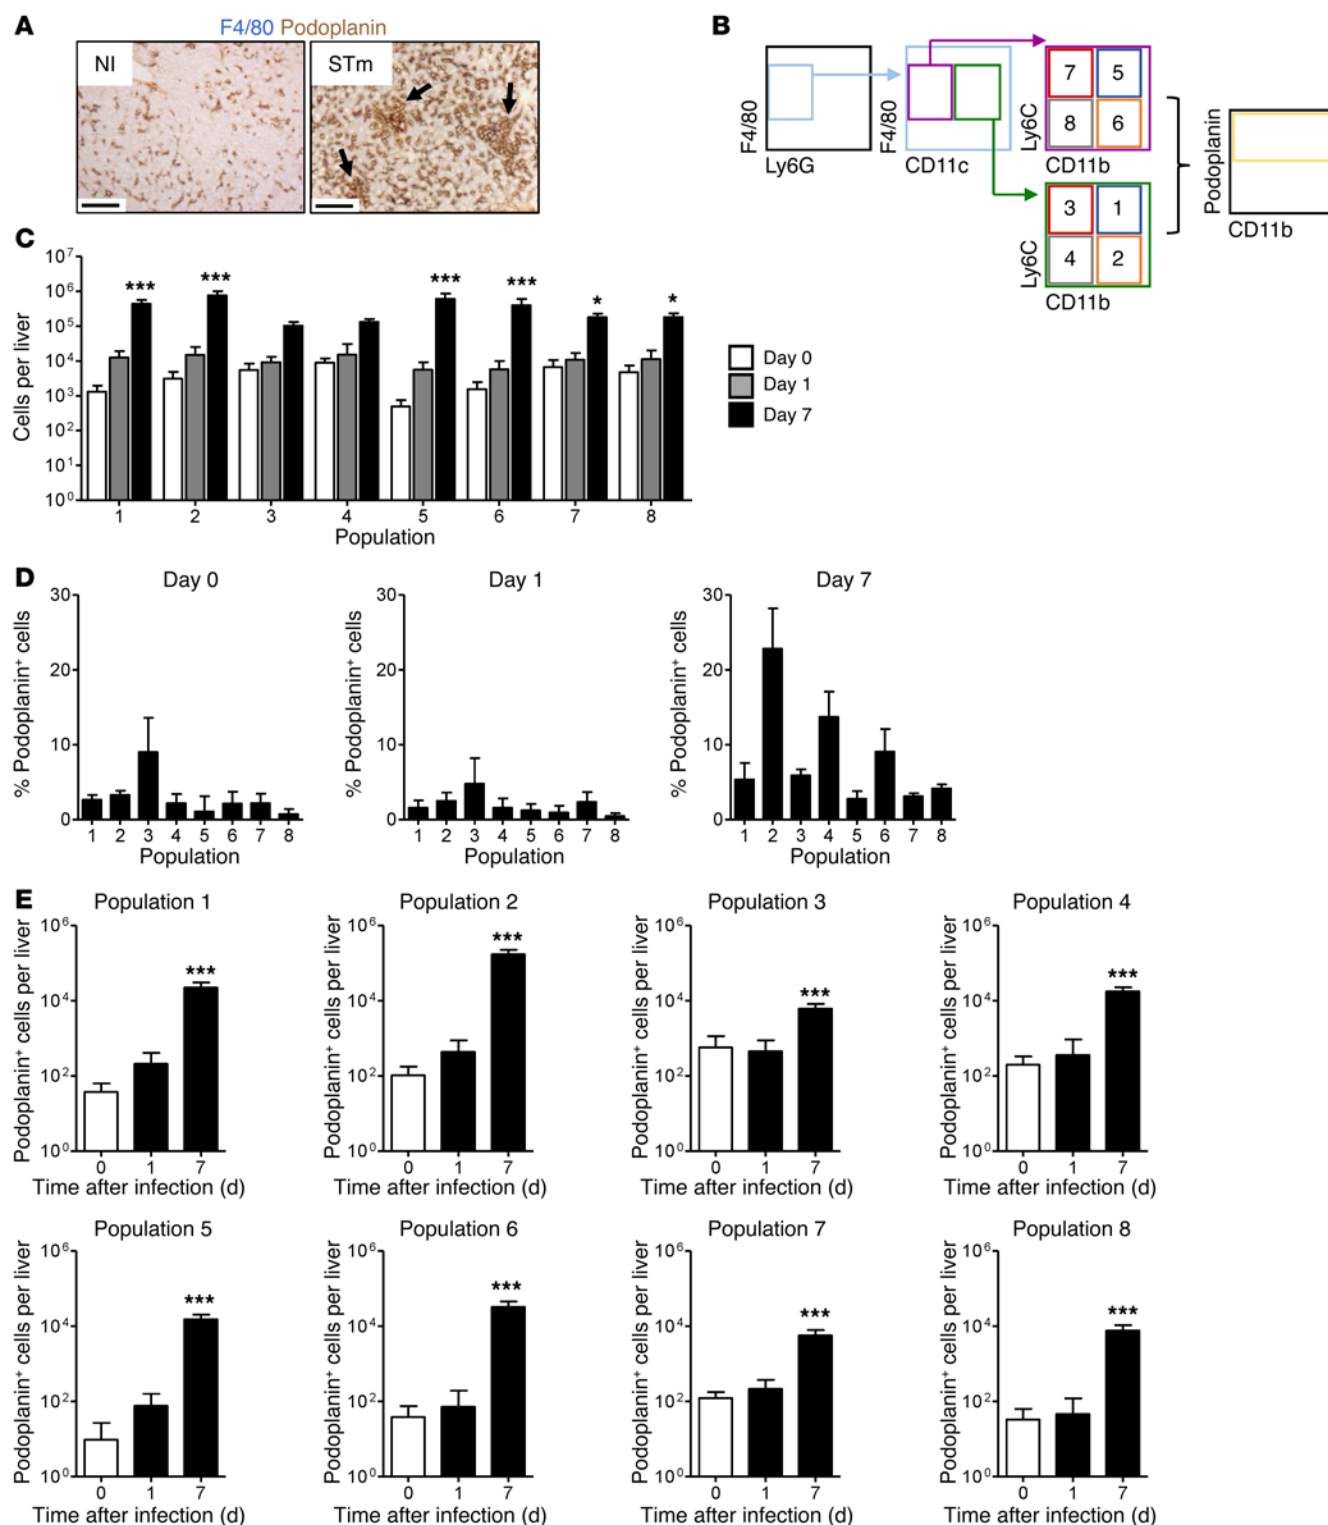 A
F4/80 Podoplanin
NI
STm
B
F4/80
Ly6G
F4/80
CD11c
Ly6C
7 5
8 6
CD11b
Ly6C
3 1
4 2
CD11b
Podoplanin
CD11b
C
Cells per liver
10⁷
10⁶
10⁵
10⁴
10³
10²
10¹
10⁰
*** *** *** *** * *
1 2 3 4 5 6 7 8
Population
Day 0
Day 1
Day 7
D
Day 0
% Podoplanin⁺ cells
30
20
10
0
1 2 3 4 5 6 7 8
Population
Day 1
% Podoplanin⁺ cells
30
20
10
0
1 2 3 4 5 6 7 8
Population
Day 7
% Podoplanin⁺ cells
30
20
10
0
1 2 3 4 5 6 7 8
Population
E
Population 1
Podoplanin⁺ cells per liver
10⁶
10⁴
10²
10⁰
***
0 1 7
Time after infection (d)
Population 2
Podoplanin⁺ cells per liver
10⁶
10⁴
10²
10⁰
***
0 1 7
Time after infection (d)
Population 3
Podoplanin⁺ cells per liver
10⁶
10⁴
10²
10⁰
***
0 1 7
Time after infection (d)
Population 4
Podoplanin⁺ cells per liver
10⁶
10⁴
10²
10⁰
***
0 1 7
Time after infection (d)
Population 5
Podoplanin⁺ cells per liver
10⁶
10⁴
10²
10⁰
***
0 1 7
Time after infection (d)
Population 6
Podoplanin⁺ cells per liver
10⁶
10⁴
10²
10⁰
***
0 1 7
Time after infection (d)
Population 7
Podoplanin⁺ cells per liver
10⁶
10⁴
10²
10⁰
***
0 1 7
Time after infection (d)
Population 8
Podoplanin⁺ cells per liver
10⁶
10⁴
10²
10⁰
***
0 1 7
Time after infection (d)